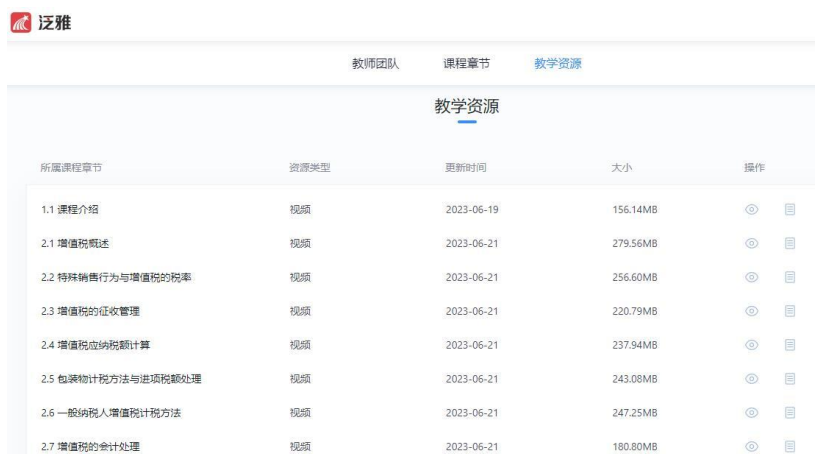 泛雅
教师团队 课程章节 教学资源
教学资源
所属课程章节 资源类型 更新时间 大小 操作
1.1 课程介绍 视频 2023-06-19 156.14MB
2.1 增值税概述 视频 2023-06-21 279.56MB
2.2 特殊销售行为与增值税的税率 视频 2023-06-21 256.60MB
2.3 增值税的征收管理 视频 2023-06-21 220.79MB
2.4 增值税应纳税额计算 视频 2023-06-21 237.94MB
2.5 包装物计税方法与进项税额处理 视频 2023-06-21 243.08MB
2.6 一般纳税人增值税计税方法 视频 2023-06-21 247.25MB
2.7 增值税的会计处理 视频 2023-06-21 180.80MB